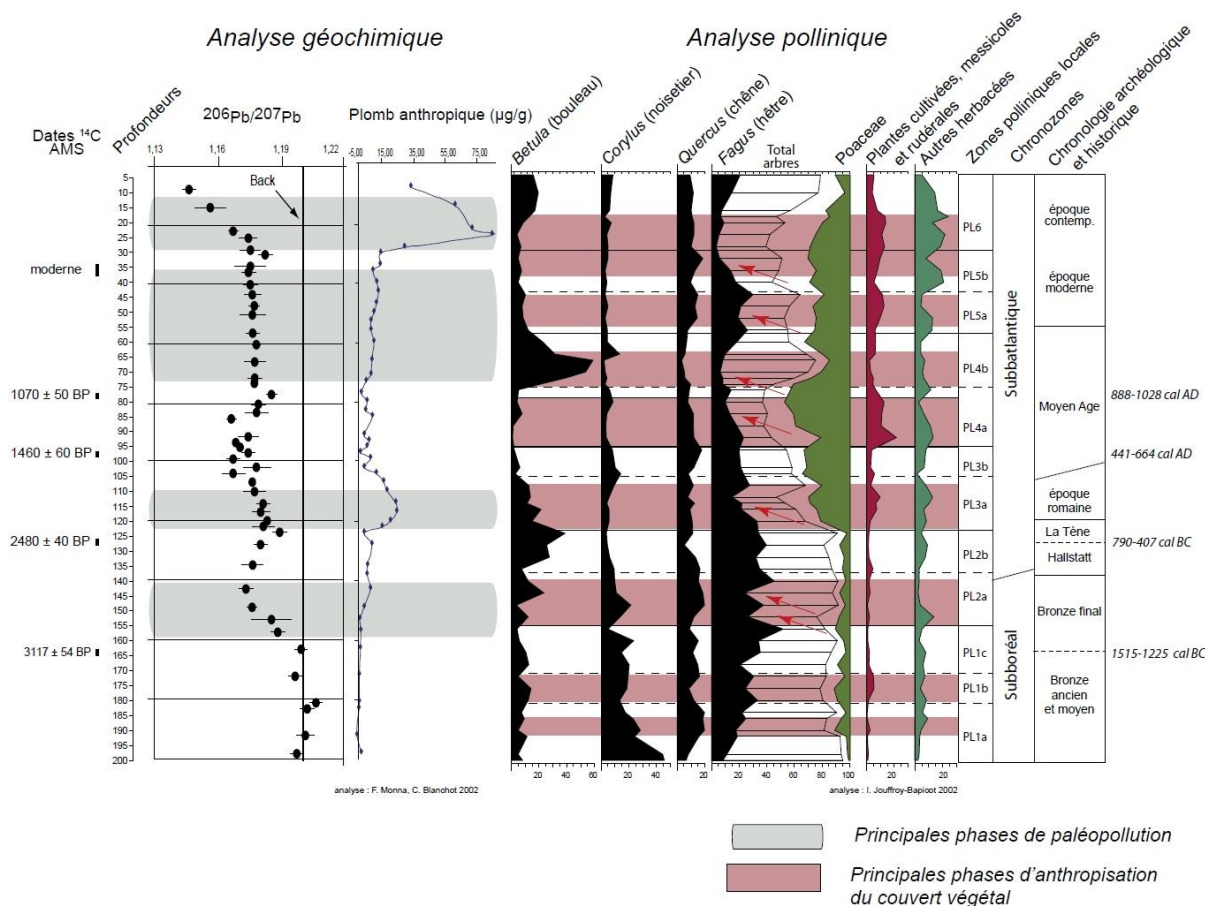 Analyse géochimique
Analyse pollinique
Dates ¹⁴C
AMS
Profondeurs
206Pb/207Pb
1,13 1,16 1,19 1,22
Back
Plomb anthropique (µg/g)
-5,00 15,00 35,00 55,00 75,00
Betula (bouleau)
Corylus (noisetier)
Quercus (chêne)
Fagus (hêtre)
Total
arbres
Poaceae
Plantes cultivées, messicoles
et rudérales
Autres herbacées
Zones polliniques locales
Chronozones
Chronologie archéologique
et historique
5
10
15
20
25
30
35
40
45
50
55
60
65
70
75
80
85
90
95
100
105
110
115
120
125
130
135
140
145
150
155
160
165
170
175
180
185
190
195
200
moderne
1070 ± 50 BP
1460 ± 60 BP
2480 ± 40 BP
3117 ± 54 BP
PL6
PL5b
PL5a
PL4b
PL4a
PL3b
PL3a
PL2b
PL2a
PL1c
PL1b
PL1a
Subbatlantique
Subboréal
époque
contemp.
époque
moderne
Moyen Age
époque
romaine
La Tène
Hallstatt
Bronze final
Bronze
ancien
et moyen
888-1028 cal AD
441-664 cal AD
790-407 cal BC
1515-1225 cal BC
20 40 60
20
20
20 40 60 80 100
20
20
analyse : F. Monna, C. Blanchot 2002
analyse : I. Jouffroy-Bapicot 2002
Principales phases de paléopollution
Principales phases d'anthropisation
du couvert végétal